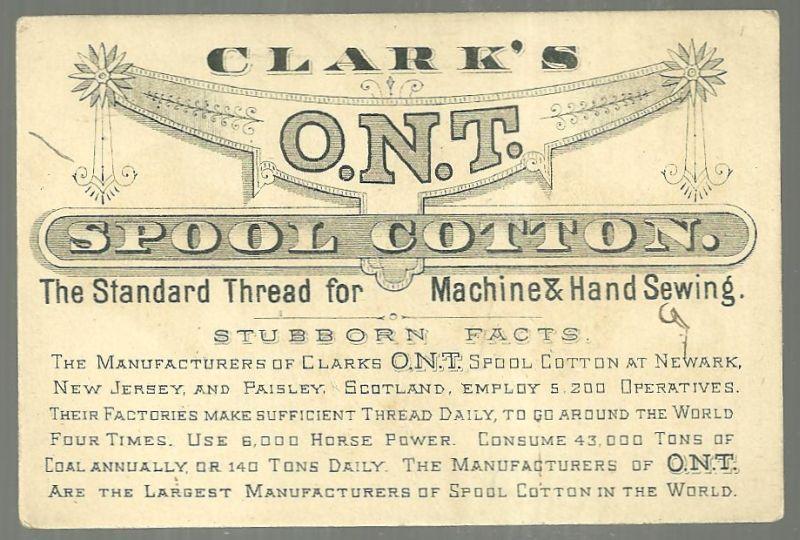 CLARK'S
O.N.T.
SPOOL COTTON.
The Standard Thread for Machine & Hand Sewing.
STUBBORN FACTS.
THE MANUFACTURERS OF CLARKS O.N.T. SPOOL COTTON AT NEWARK,
NEW JERSEY, AND PAISLEY, SCOTLAND, EMPLOY 5,200 OPERATIVES.
THEIR FACTORIES MAKE SUFFICIENT THREAD DAILY, TO GO AROUND THE WORLD
FOUR TIMES. USE 6,000 HORSE POWER. CONSUME 43,000 TONS OF
COAL ANNUALLY, OR 140 TONS DAILY. THE MANUFACTURERS OF O.N.T.
ARE THE LARGEST MANUFACTURERS OF SPOOL COTTON IN THE WORLD.